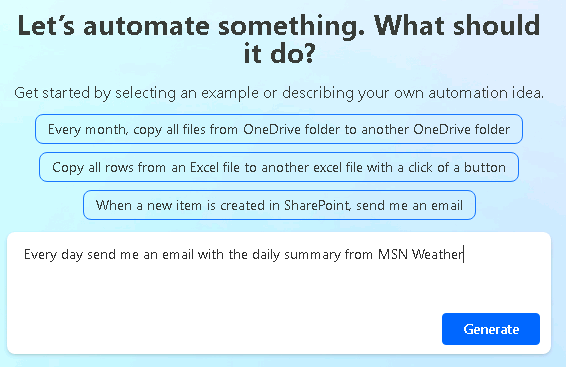 Let's automate something. What should
it do?
Get started by selecting an example or describing your own automation idea.
Every month, copy all files from OneDrive folder to another OneDrive folder
Copy all rows from an Excel file to another excel file with a click of a button
When a new item is created in SharePoint, send me an email
Every day send me an email with the daily summary from MSN Weather
Generate